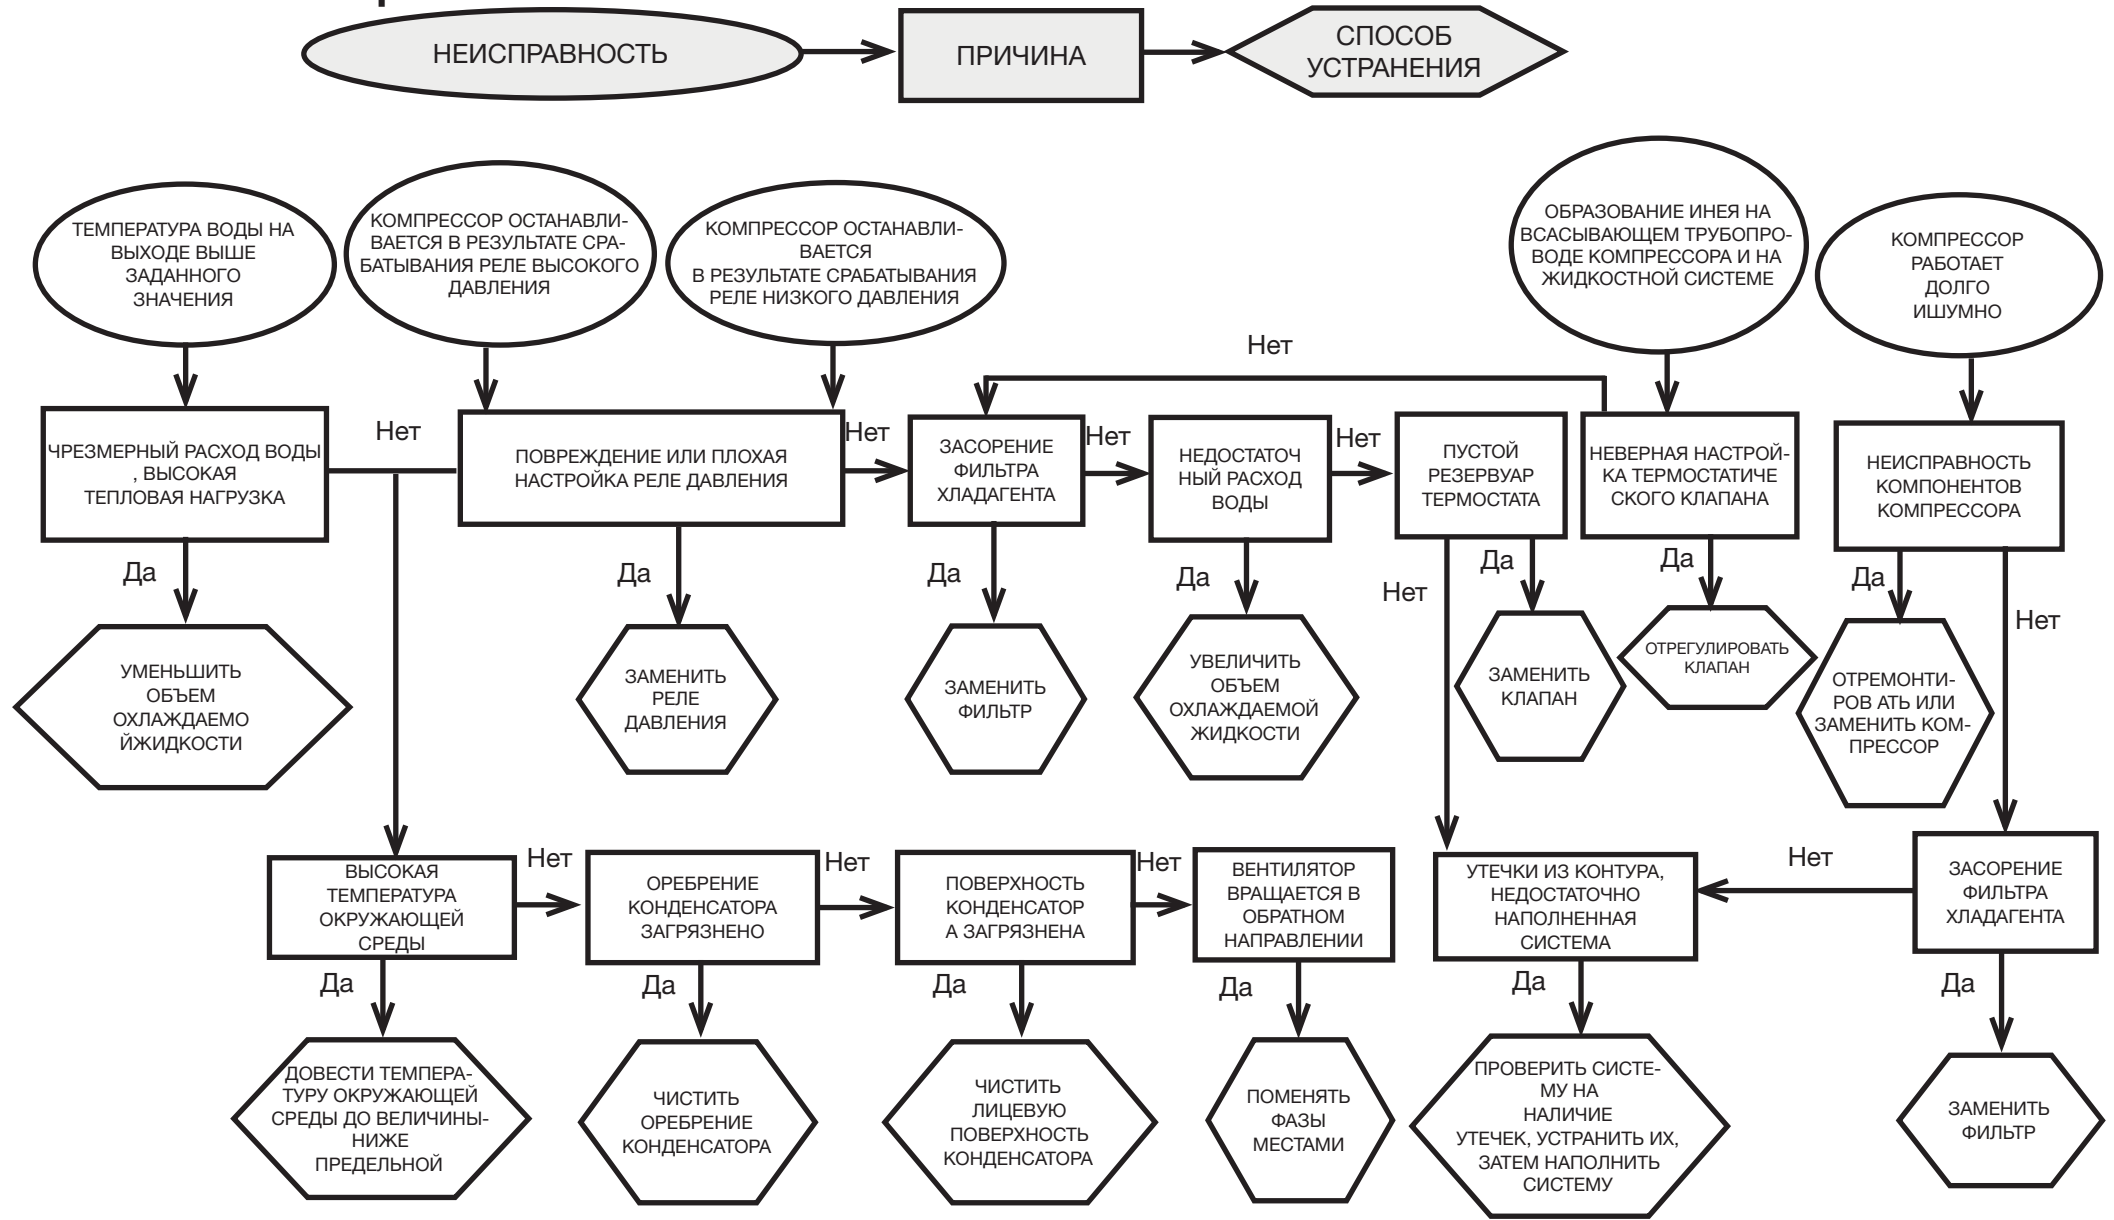 НЕИСПРАВНОСТЬ
ПРИЧИНА
СПОСОБ
УСТРАНЕНИЯ
ТЕМПЕРАТУРА ВОДЫ НА
ВЫХОДЕ ВЫШЕ
ЗАДАННОГО
ЗНАЧЕНИЯ
КОМПРЕССОР ОСТАНАВЛИ-
ВАЕТСЯ В РЕЗУЛЬТАТЕ СРА-
БАТЫВАНИЯ РЕЛЕ ВЫСОКОГО
ДАВЛЕНИЯ
КОМПРЕССОР ОСТАНАВЛИ-
ВАЕТСЯ
В РЕЗУЛЬТАТЕ СРАБАТЫВАНИЯ
РЕЛЕ НИЗКОГО ДАВЛЕНИЯ
ОБРАЗОВАНИЕ ИНЕЯ НА
ВСАСЫВАЮЩЕМ ТРУБОПРО-
ВОДЕ КОМПРЕССОРА И НА
ЖИДКОСТНОЙ СИСТЕМЕ
КОМПРЕССОР
РАБОТАЕТ
ДОЛГО
ИШУМНО
Нет
ЧРЕЗМЕРНЫЙ РАСХОД ВОДЫ
, ВЫСОКАЯ
ТЕПЛОВАЯ НАГРУЗКА
Нет
ПОВРЕЖДЕНИЕ ИЛИ ПЛОХАЯ
НАСТРОЙКА РЕЛЕ ДАВЛЕНИЯ
Нет
ЗАСОРЕНИЕ
ФИЛЬТРА
ХЛАДАГЕНТА
Нет
НЕДОСТАТОЧ
НЫЙ РАСХОД
ВОДЫ
Нет
ПУСТОЙ
РЕЗЕРВУАР
ТЕРМОСТАТА
НЕВЕРНАЯ НАСТРОЙ-
КА ТЕРМОСТАТИЧЕ
СКОГО КЛАПАНА
НЕИСПРАВНОСТЬ
КОМПОНЕНТОВ
КОМПРЕССОРА
Да
Да
Да
Да
Нет
Да
Да
Да
Нет
УМЕНЬШИТЬ
ОБЪЕМ
ОХЛАЖДАЕМО
ЙЖИДКОСТИ
ЗАМЕНИТЬ
РЕЛЕ
ДАВЛЕНИЯ
ЗАМЕНИТЬ
ФИЛЬТР
УВЕЛИЧИТЬ
ОБЪЕМ
ОХЛАЖДАЕМОЙ
ЖИДКОСТИ
ЗАМЕНИТЬ
КЛАПАН
ОТРЕГУЛИРОВАТЬ
КЛАПАН
ОТРЕМОНТИ-
РОВ АТЬ ИЛИ
ЗАМЕНИТЬ КОМ-
ПРЕССОР
ВЫСОКАЯ
ТЕМПЕРАТУРА
ОКРУЖАЮЩЕЙ
СРЕДЫ
Нет
ОРЕБРЕНИЕ
КОНДЕНСАТОРА
ЗАГРЯЗНЕНО
Нет
ПОВЕРХНОСТЬ
КОНДЕНСАТОР
А ЗАГРЯЗНЕНА
Нет
ВЕНТИЛЯТОР
ВРАЩАЕТСЯ В
ОБРАТНОМ
НАПРАВЛЕНИИ
УТЕЧКИ ИЗ КОНТУРА,
НЕДОСТАТОЧНО
НАПОЛНЕННАЯ
СИСТЕМА
Нет
ЗАСОРЕНИЕ
ФИЛЬТРА
ХЛАДАГЕНТА
Да
Да
Да
Да
Да
Да
ДОВЕСТИ ТЕМПЕРА-
ТУРУ ОКРУЖАЮЩЕЙ
СРЕДЫ ДО ВЕЛИЧИНЫ-
НИЖЕ
ПРЕДЕЛЬНОЙ
ЧИСТИТЬ
ОРЕБРЕНИЕ
КОНДЕНСАТОРА
ЧИСТИТЬ
ЛИЦЕВУЮ
ПОВЕРХНОСТЬ
КОНДЕНСАТОРА
ПОМЕНЯТЬ
ФАЗЫ
МЕСТАМИ
ПРОВЕРИТЬ СИСТЕ-
МУ НА
НАЛИЧИЕ
УТЕЧЕК, УСТРАНИТЬ ИХ,
ЗАТЕМ НАПОЛНИТЬ
СИСТЕМУ
ЗАМЕНИТЬ
ФИЛЬТР